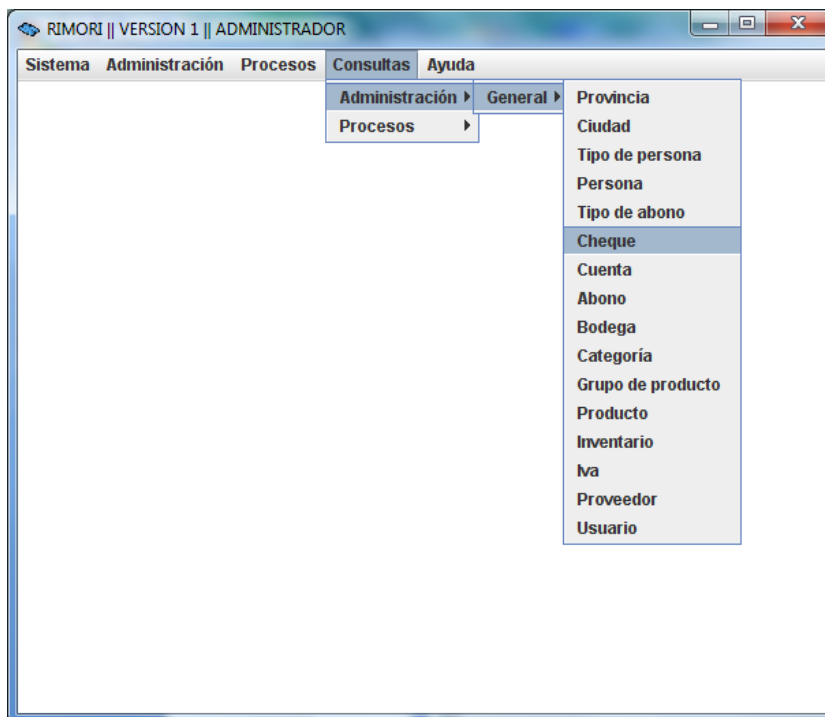 RIMORI || VERSION 1 || ADMINISTRADOR
Sistema Administración Procesos Consultas Ayuda
Administración General Provincia
Procesos Ciudad
Tipo de persona
Persona
Tipo de abono
Cheque
Cuenta
Abono
Bodega
Categoría
Grupo de producto
Producto
Inventario
Iva
Proveedor
Usuario